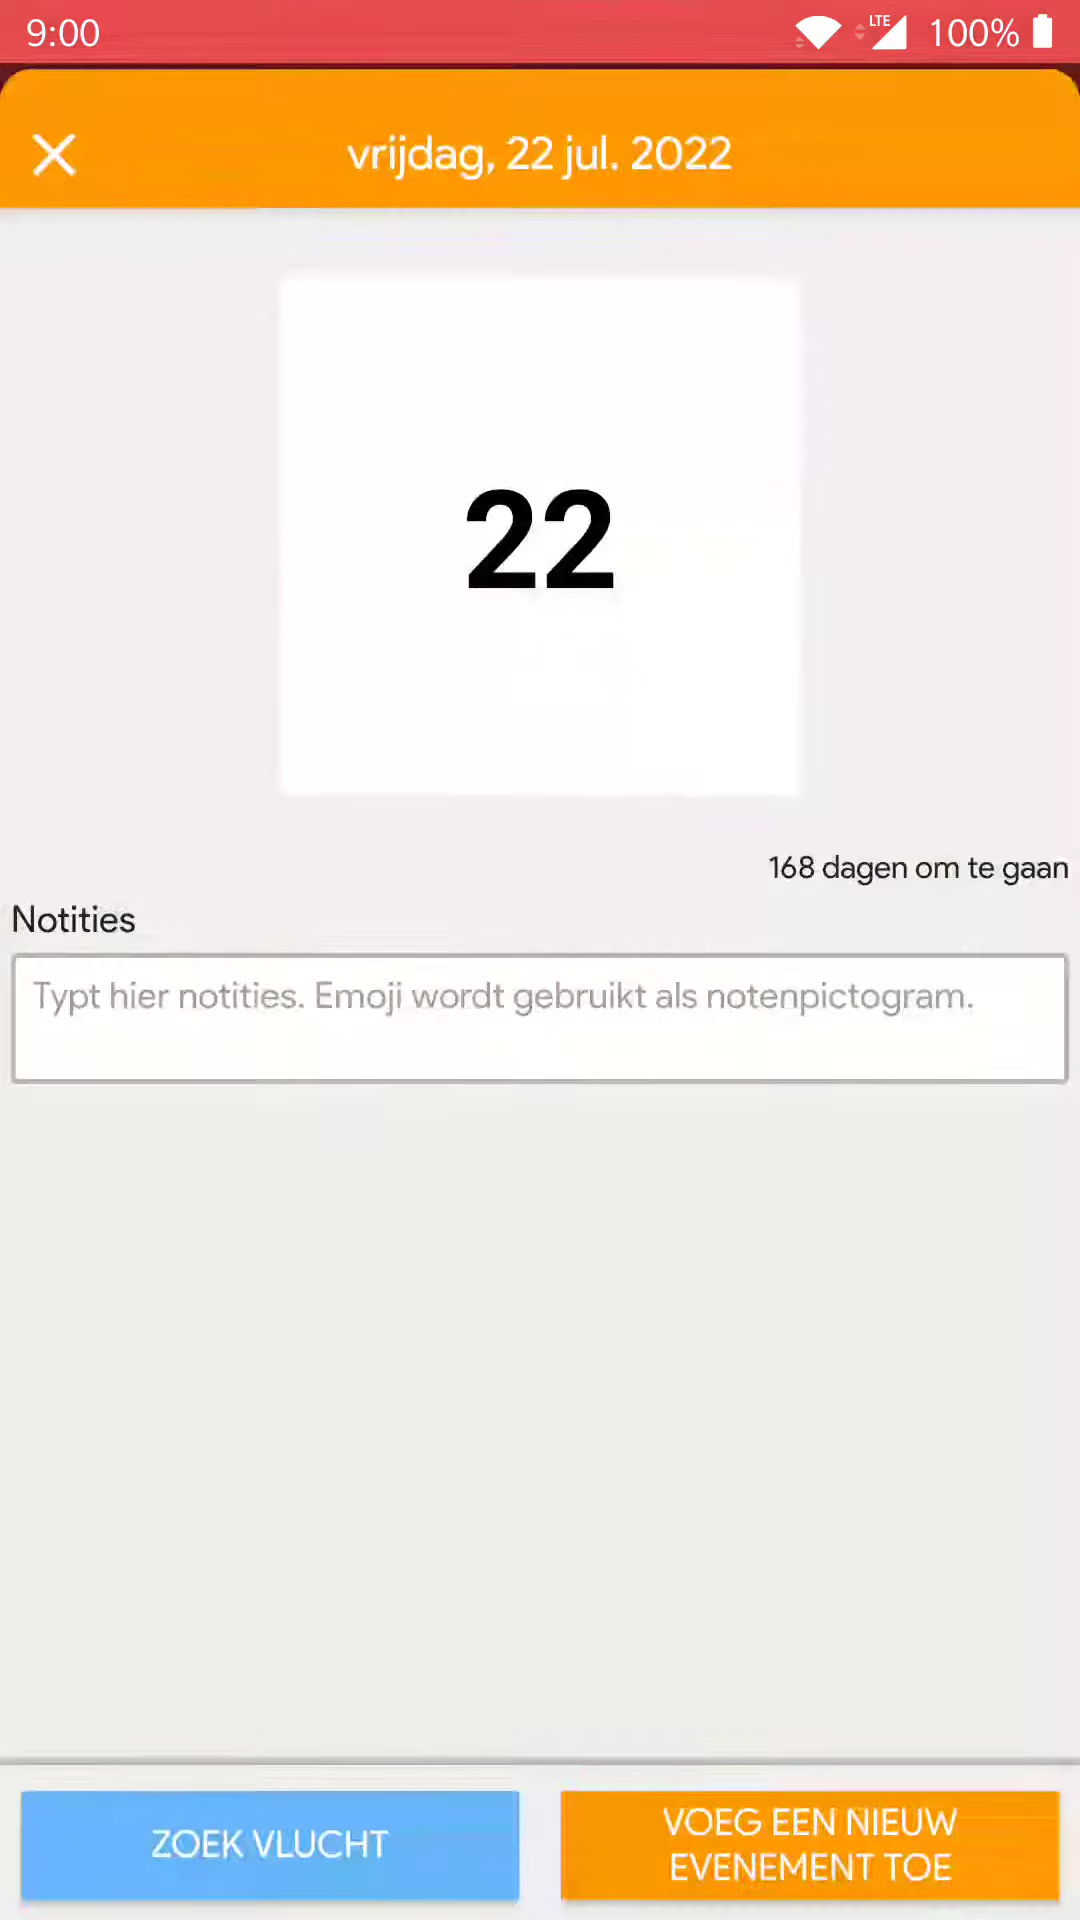 9:00
LTE
100%
vrijdag, 22 jul. 2022
22
168 dagen om te gaan
Notities
Typt hier notities. Emoji wordt gebruikt als notenpictogram.
ZOEK VLUCHT
VOEG EEN NIEUW
EVENEMENT TOE